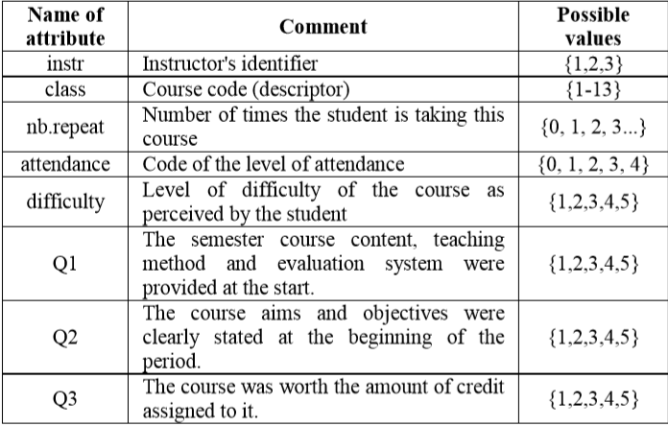 Name of attribute Comment Possible values
instr Instructor's identifier {1,2,3}
class Course code (descriptor) {1-13}
nb.repeat Number of times the student is taking this course {0, 1, 2, 3...}
attendance Code of the level of attendance {0, 1, 2, 3, 4}
difficulty Level of difficulty of the course as perceived by the student {1,2,3,4,5}
Q1 The semester course content, teaching method and evaluation system were provided at the start. {1,2,3,4,5}
Q2 The course aims and objectives were clearly stated at the beginning of the period. {1,2,3,4,5}
Q3 The course was worth the amount of credit assigned to it. {1,2,3,4,5}